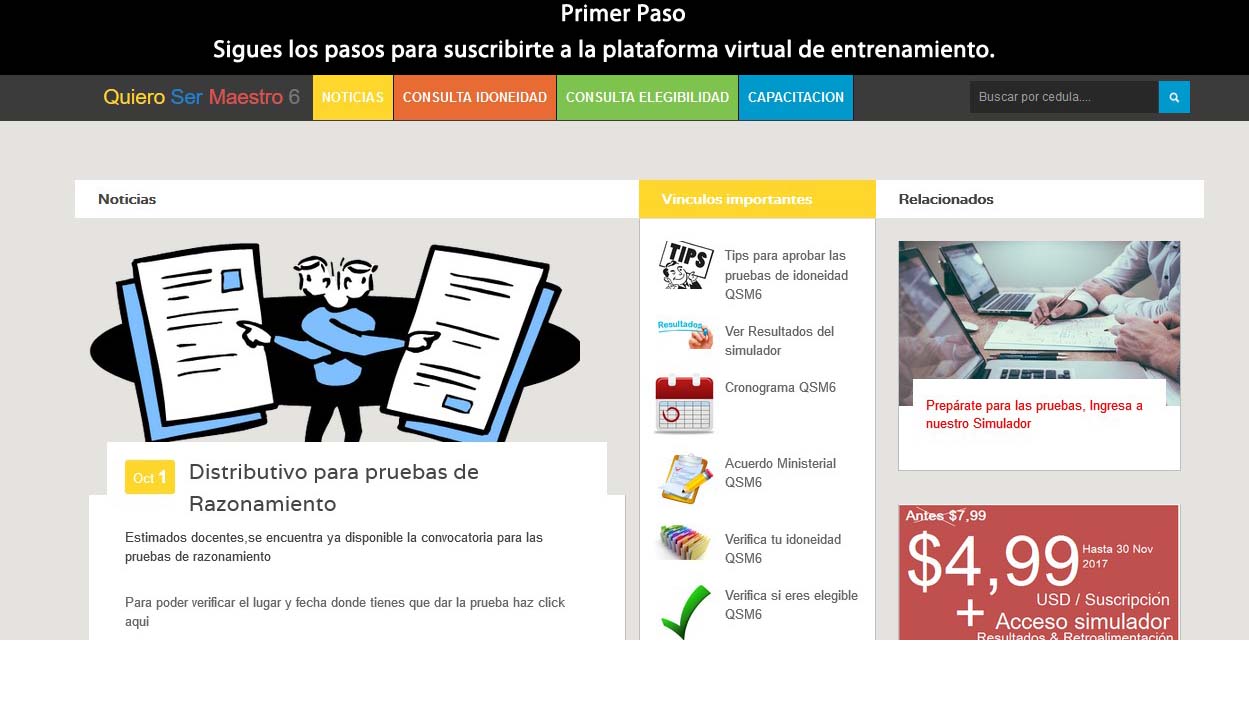 Primer Paso
Sigues los pasos para suscribirte a la plataforma virtual de entrenamiento.
Quiero Ser Maestro 6
NOTICIAS
CONSULTA IDONEIDAD
CONSULTA ELEGIBILIDAD
CAPACITACION
Buscar por cedula....
Noticias
Oct 1
Distributivo para pruebas de
Razonamiento
Estimados docentes,se encuentra ya disponible la convocatoria para las
pruebas de razonamiento
Para poder verificar el lugar y fecha donde tienes que dar la prueba haz click
aqui
Vinculos importantes
TIPS
Tips para aprobar las
pruebas de idoneidad
QSM6
Resultados
Ver Resultados del
simulador
Cronograma QSM6
Acuerdo Ministerial
QSM6
Verifica tu idoneidad
QSM6
Verifica si eres elegible
QSM6
Relacionados
Prepárate para las pruebas, Ingresa a
nuestro Simulador
Antes $7,99
$4,99
Hasta 30 Nov
2017
USD / Suscripción
+ Acceso simulador
Resultados & Retroalimentación